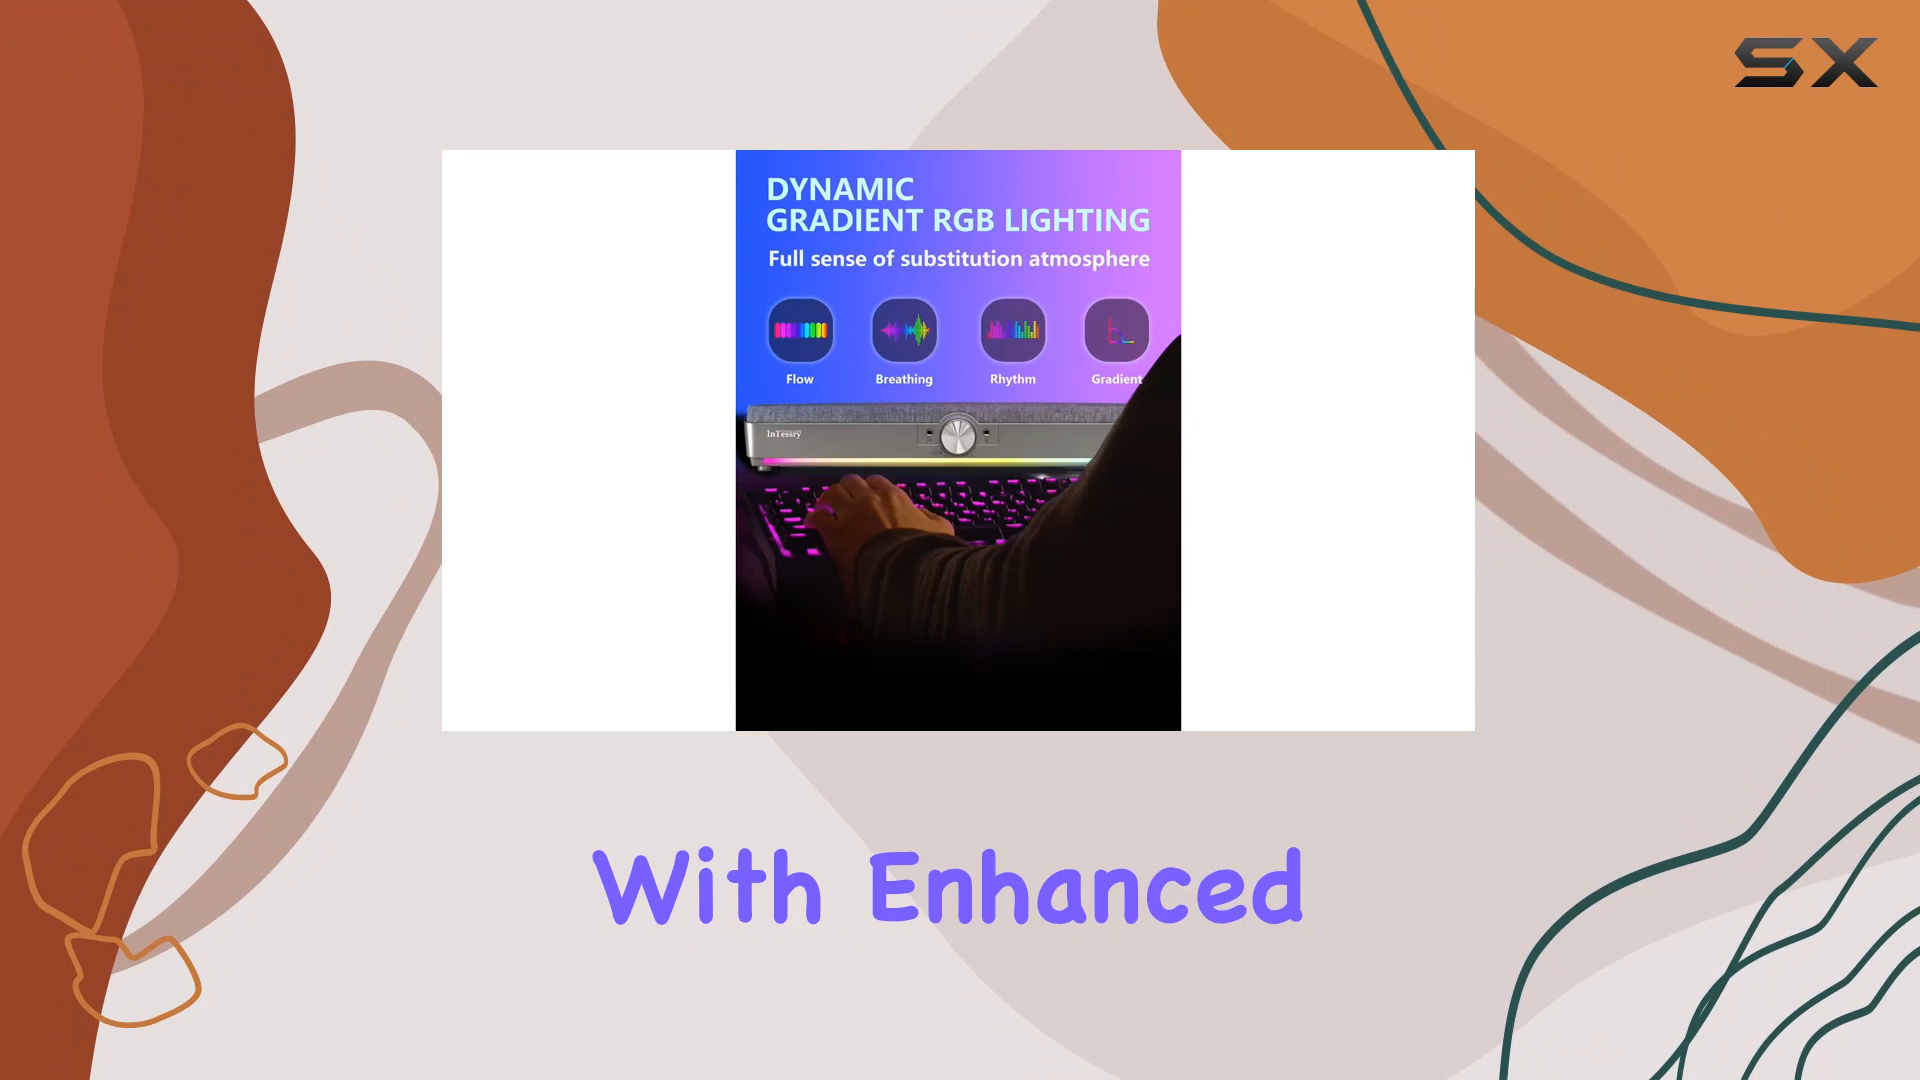 SX
DYNAMIC
GRADIENT RGB LIGHTING
Full sense of substitution atmosphere
Flow Breathing Rhythm Gradient
InTessry
With Enhanced